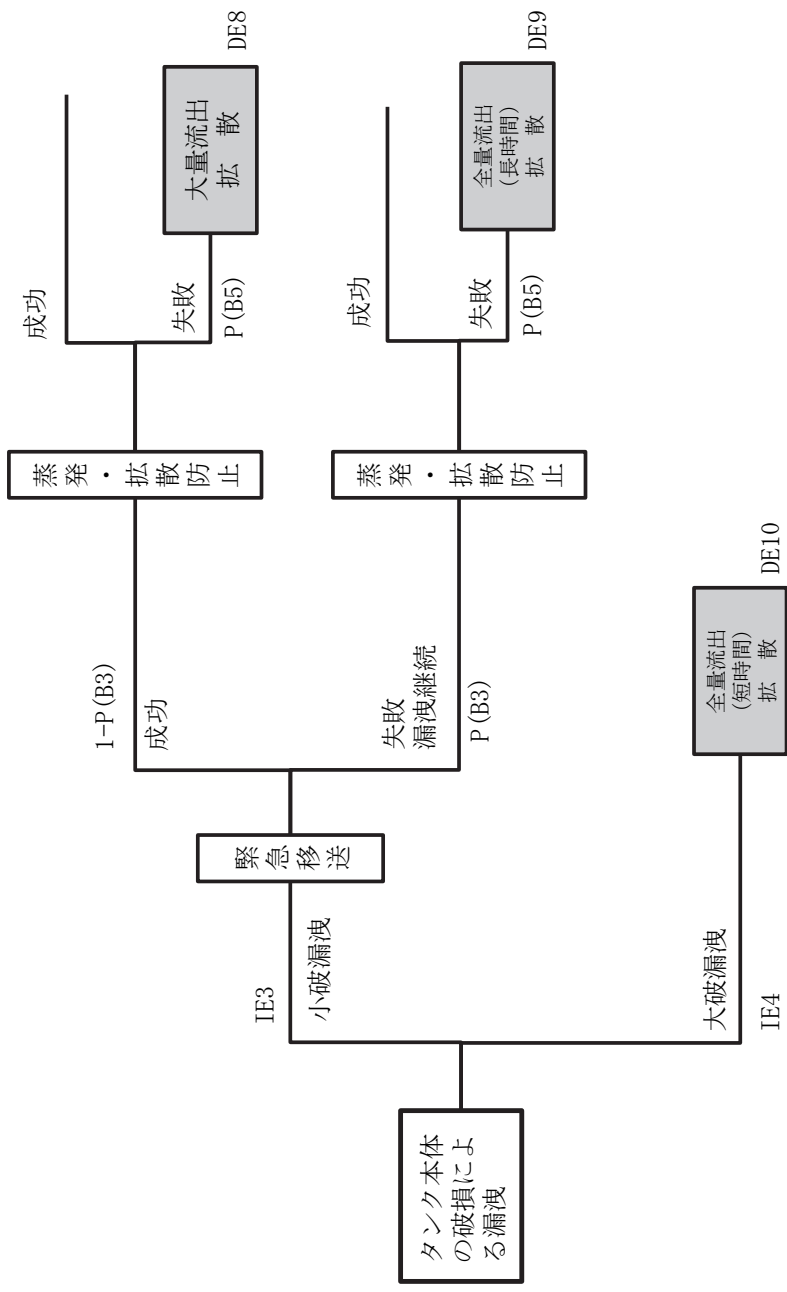 タンク本体
の破損によ
る漏洩
IE3
小破漏洩
緊急移送
1-P(B3)
成功
蒸発・拡散防止
成功
失敗
P(B5)
大量流出
拡 散
DE8
失敗
漏洩継続
P(B3)
蒸発・拡散防止
成功
失敗
P(B5)
全量流出
(長時間)
拡 散
DE9
大破漏洩
IE4
全量流出
(短時間)
拡 散
DE10